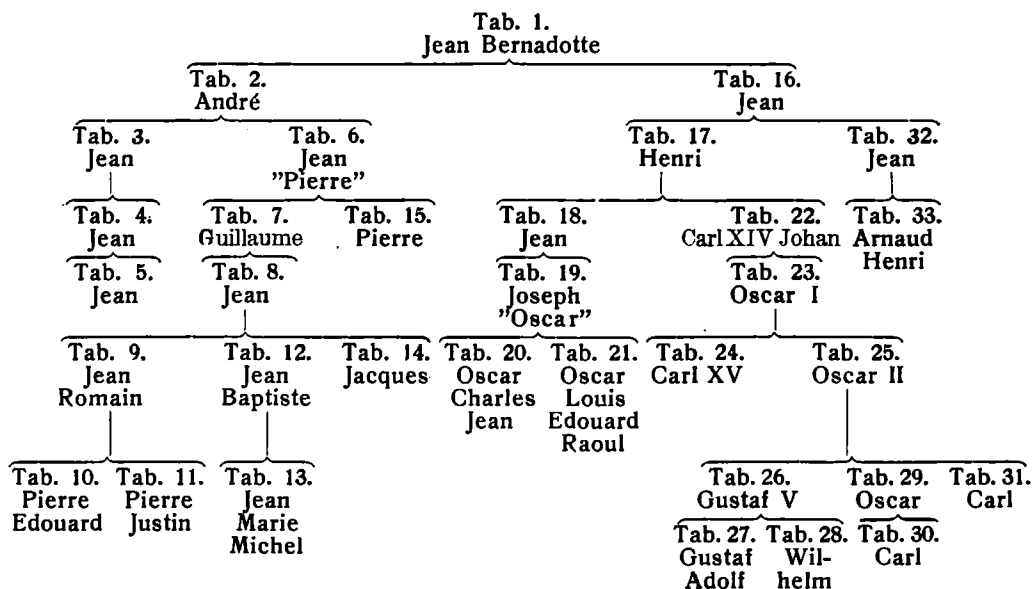 Tab. 1.
Jean Bernadotte
Tab. 2. Tab. 16.
André Jean
Tab. 3. Tab. 6. Tab. 17. Tab. 32.
Jean Jean Henri Jean
"Pierre"
Tab. 4. Tab. 7. Tab. 15. Tab. 18. Tab. 22. Tab. 33.
Jean Guillaume Pierre Jean Carl XIV Johan Arnaud
Henri
Tab. 5. Tab. 8. Tab. 19. Tab. 23.
Jean Jean Joseph Oscar I
"Oscar"
Tab. 9. Tab. 12. Tab. 14. Tab. 20. Tab. 21. Tab. 24. Tab. 25.
Jean Jean Jacques Oscar Oscar Carl XV Oscar II
Romain Baptiste Charles Louis
Jean Edouard
Raoul
Tab. 10. Tab. 11. Tab. 13. Tab. 26. Tab. 29. Tab. 31.
Pierre Pierre Jean Gustaf V Oscar Carl
Edouard Justin Marie
Michel
Tab. 27. Tab. 28. Tab. 30.
Gustaf Wil- Carl
Adolf helm